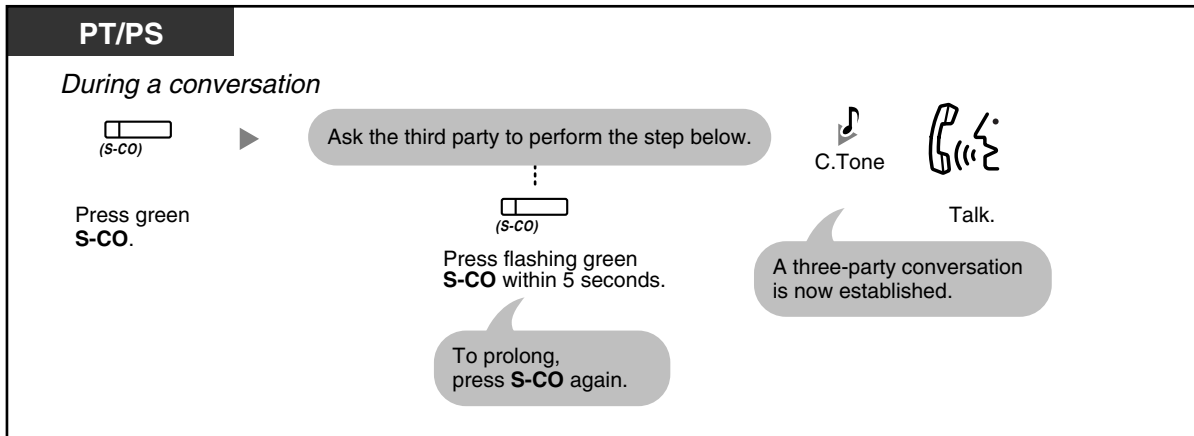 PT/PS
During a conversation
(S-CO)
Press green
S-CO.
Ask the third party to perform the step below.
(S-CO)
Press flashing green
S-CO within 5 seconds.
To prolong,
press S-CO again.
C.Tone
Talk.
A three-party conversation
is now established.